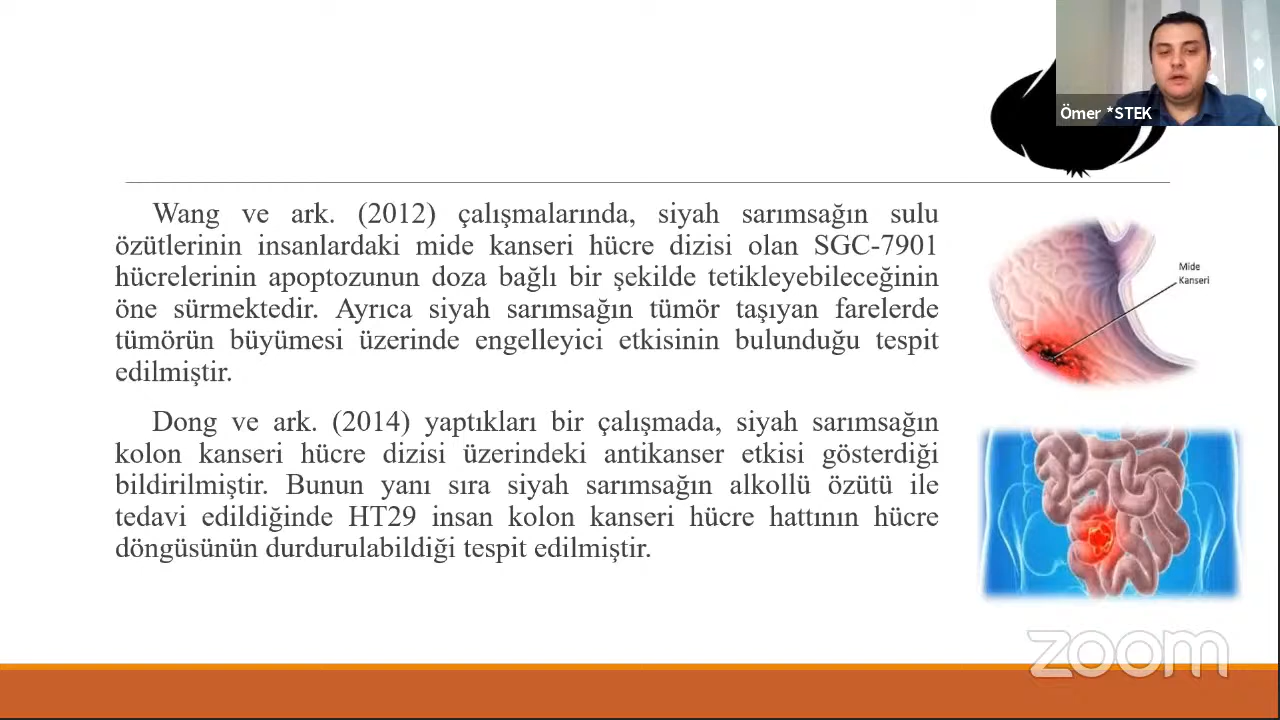 Ömer *STEK
Wang ve ark. (2012) çalışmalarında, siyah sarımsağın sulu
özütlerinin insanlardaki mide kanseri hücre dizisi olan SGC-7901
hücrelerinin apoptozunun doza bağlı bir şekilde tetikleyebileceğinin
öne sürmektedir. Ayrıca siyah sarımsağın tümör taşıyan farelerde
tümörün büyümesi üzerinde engelleyici etkisinin bulunduğu tespit
edilmiştir.
Mide
Kanseri
Dong ve ark. (2014) yaptıkları bir çalışmada, siyah sarımsağın
kolon kanseri hücre dizisi üzerindeki antikanser etkisi gösterdiği
bildirilmiştir. Bunun yanı sıra siyah sarımsağın alkollü özütü ile
tedavi edildiğinde HT29 insan kolon kanseri hücre hattının hücre
döngüsünün durdurulabildiği tespit edilmiştir.
zoom